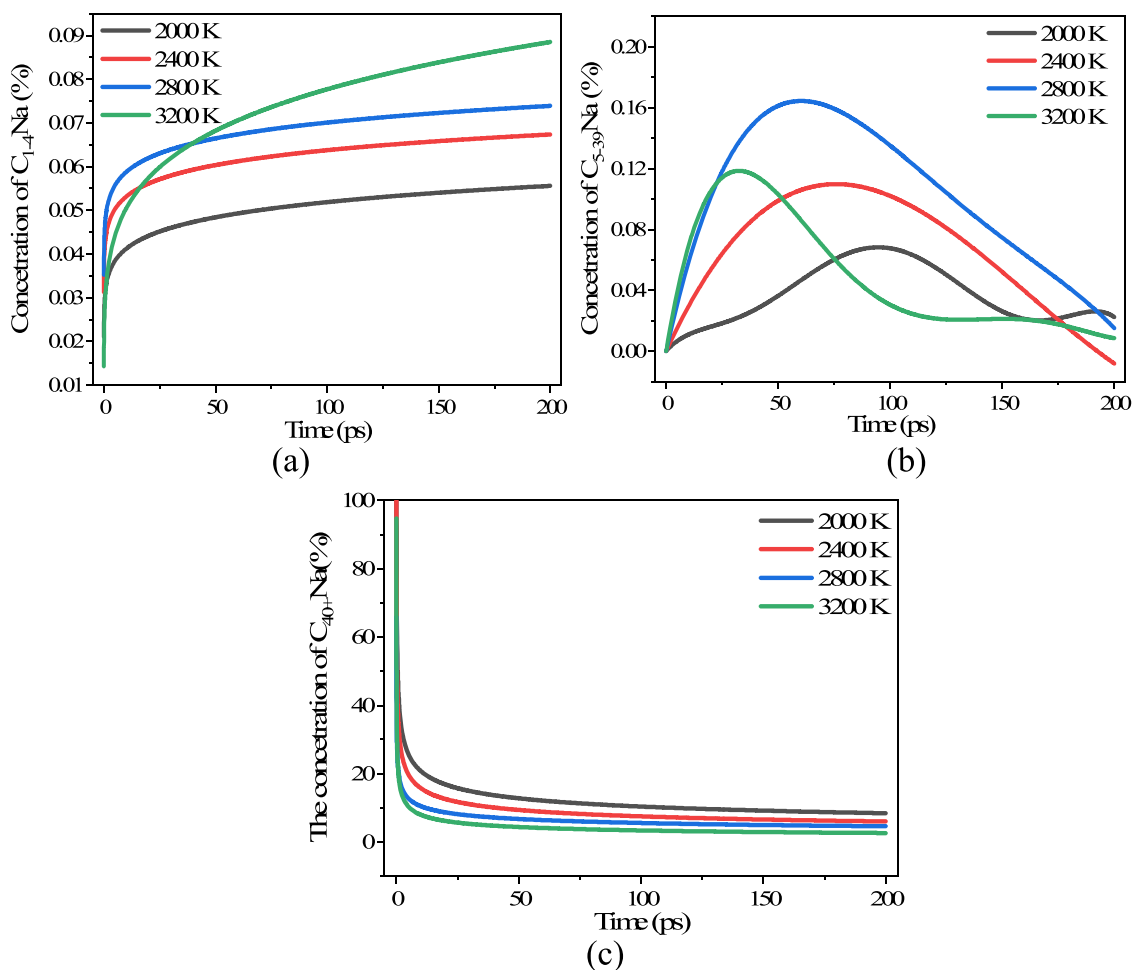 2000 K
2400 K
2800 K
3200 K
Concetration of C1-4Na (%)
0.09
0.08
0.07
0.06
0.05
0.04
0.03
0.02
0.01
0
50
100
150
200
Time (ps)
(a)
2000 K
2400 K
2800 K
3200 K
Concetration of C5-39Na (%)
0.20
0.16
0.12
0.08
0.04
0.00
0
50
100
150
200
Time (ps)
(b)
2000 K
2400 K
2800 K
3200 K
The concetration of C40+Na(%)
100
80
60
40
20
0
0
50
100
150
200
Time (ps)
(c)